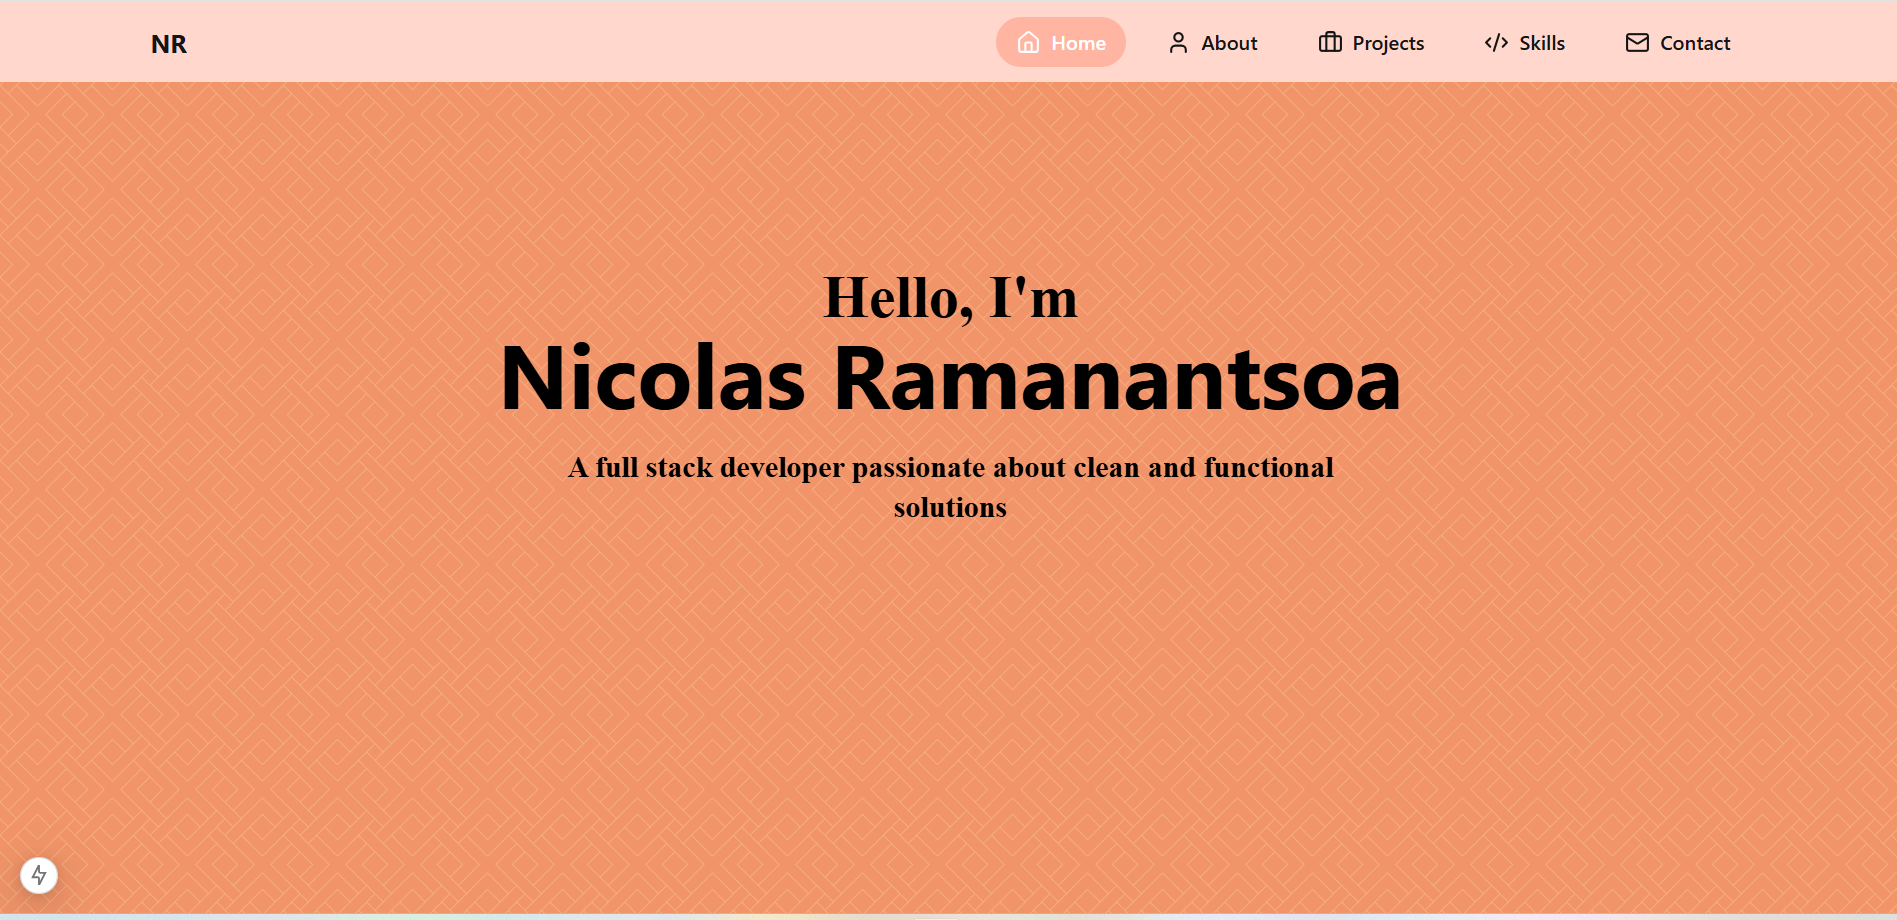 NR
Home
About
Projects
Skills
Contact
Hello, I'm
Nicolas Ramanantsoa
A full stack developer passionate about clean and functional
solutions